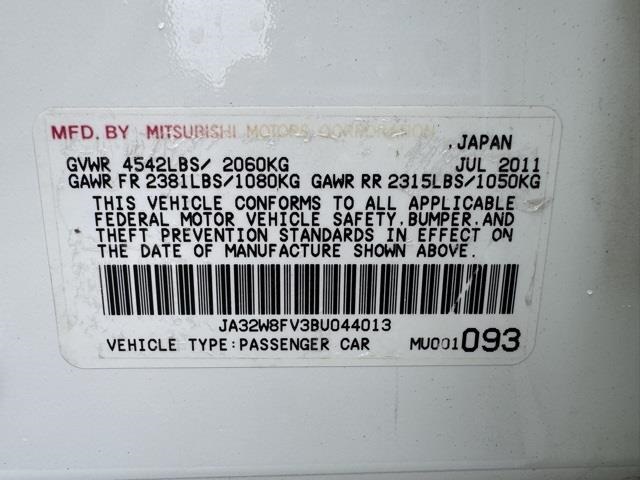 MFD. BY MITSUBISHI MOTORS CORPORATION
, JAPAN
GVWR 4542LBS/ 2060KG JUL 2011
GAWR FR 2381LBS/1080KG GAWR RR 2315LBS/1050KG
THIS VEHICLE CONFORMS TO ALL APPLICABLE
FEDERAL MOTOR VEHICLE SAFETY, BUMPER, AND
THEFT PREVENTION STANDARDS IN EFFECT ON
THE DATE OF MANUFACTURE SHOWN ABOVE.
JA32W8FV3BU044013
VEHICLE TYPE:PASSENGER CAR MU001093